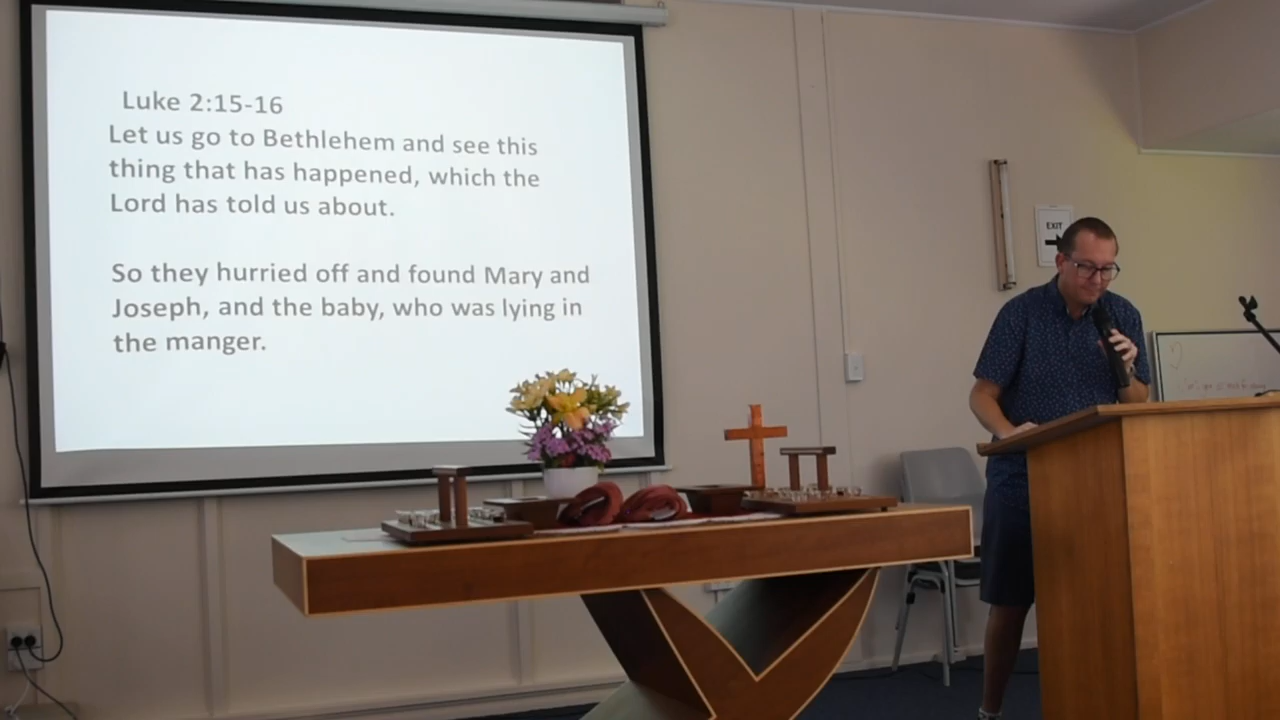 Luke 2:15-16
Let us go to Bethlehem and see this
thing that has happened, which the
Lord has told us about.
So they hurried off and found Mary and
Joseph, and the baby, who was lying in
the manger.
EXIT